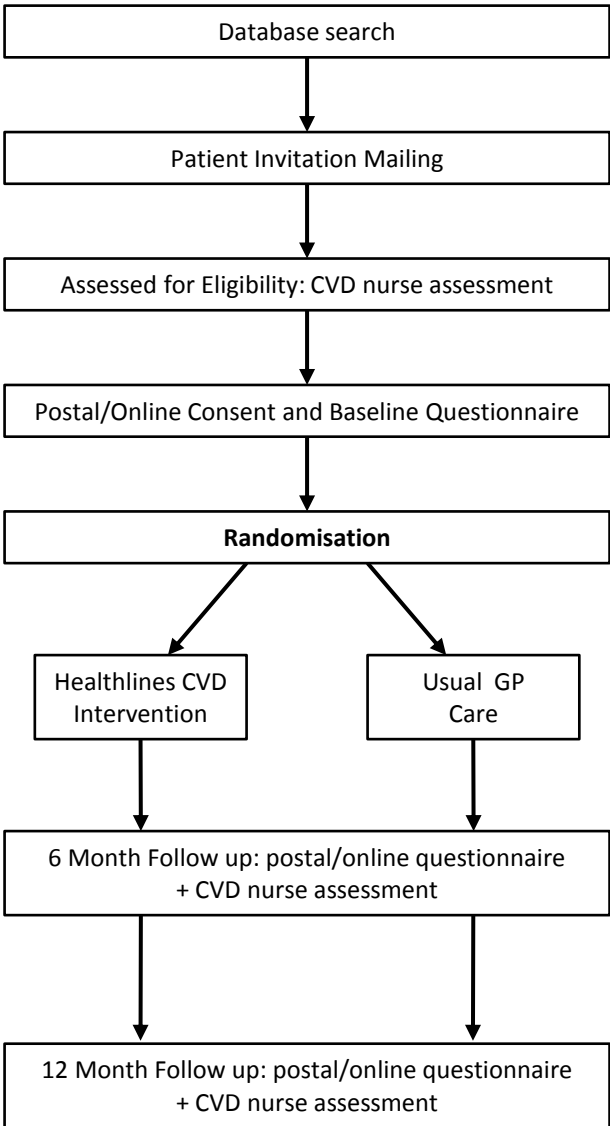 Database search
Patient Invitation Mailing
Assessed for Eligibility: CVD nurse assessment
Postal/Online Consent and Baseline Questionnaire
Randomisation
Healthlines CVD
Intervention
Usual GP
Care
6 Month Follow up: postal/online questionnaire
+ CVD nurse assessment
12 Month Follow up: postal/online questionnaire
+ CVD nurse assessment